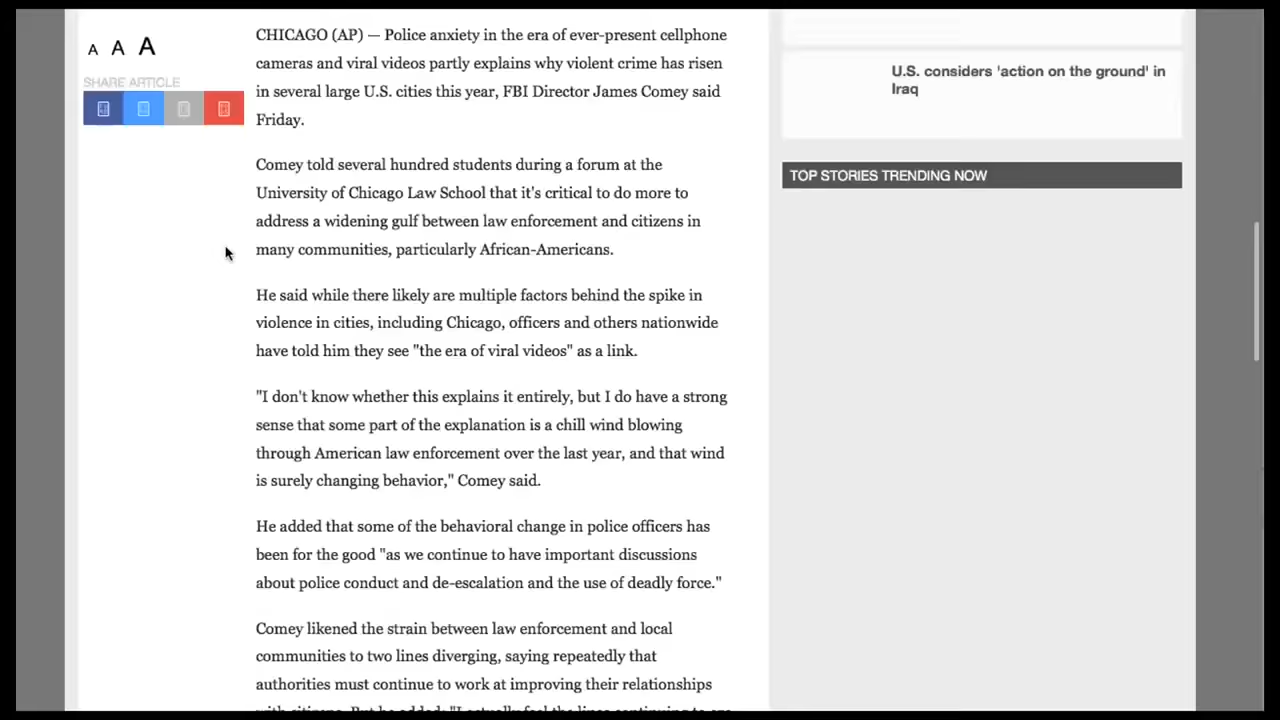 A A A
SHARE ARTICLE
CHICAGO (AP) — Police anxiety in the era of ever-present cellphone
cameras and viral videos partly explains why violent crime has risen
in several large U.S. cities this year, FBI Director James Comey said
Friday.
Comey told several hundred students during a forum at the
University of Chicago Law School that it's critical to do more to
address a widening gulf between law enforcement and citizens in
many communities, particularly African-Americans.
He said while there likely are multiple factors behind the spike in
violence in cities, including Chicago, officers and others nationwide
have told him they see "the era of viral videos" as a link.
"I don't know whether this explains it entirely, but I do have a strong
sense that some part of the explanation is a chill wind blowing
through American law enforcement over the last year, and that wind
is surely changing behavior," Comey said.
He added that some of the behavioral change in police officers has
been for the good "as we continue to have important discussions
about police conduct and de-escalation and the use of deadly force."
Comey likened the strain between law enforcement and local
communities to two lines diverging, saying repeatedly that
authorities must continue to work at improving their relationships
with citizens. But he added: "I actually feel the lines continuing to
U.S. considers 'action on the ground' in
Iraq
TOP STORIES TRENDING NOW